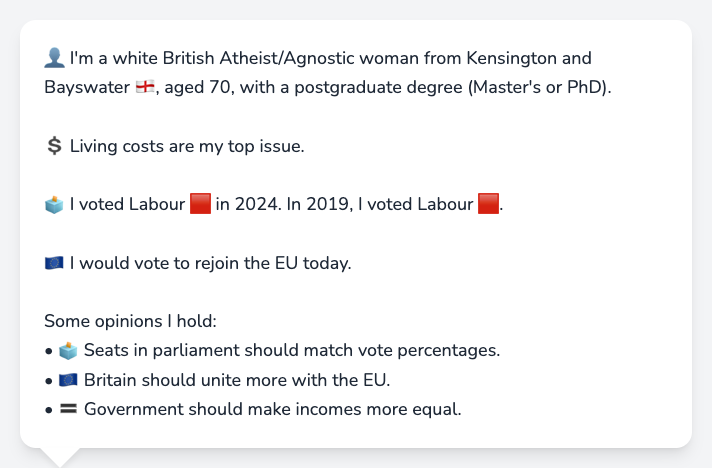 👤 I'm a white British Atheist/Agnostic woman from Kensington and
Bayswater 🏴󠁧󠁢󠁥󠁮󠁧󠁿, aged 70, with a postgraduate degree (Master's or PhD).
💲 Living costs are my top issue.
🗳️ I voted Labour 🟥 in 2024. In 2019, I voted Labour 🟥.
🇪🇺 I would vote to rejoin the EU today.
Some opinions I hold:
• 🗳️ Seats in parliament should match vote percentages.
• 🇪🇺 Britain should unite more with the EU.
• 🟰 Government should make incomes more equal.